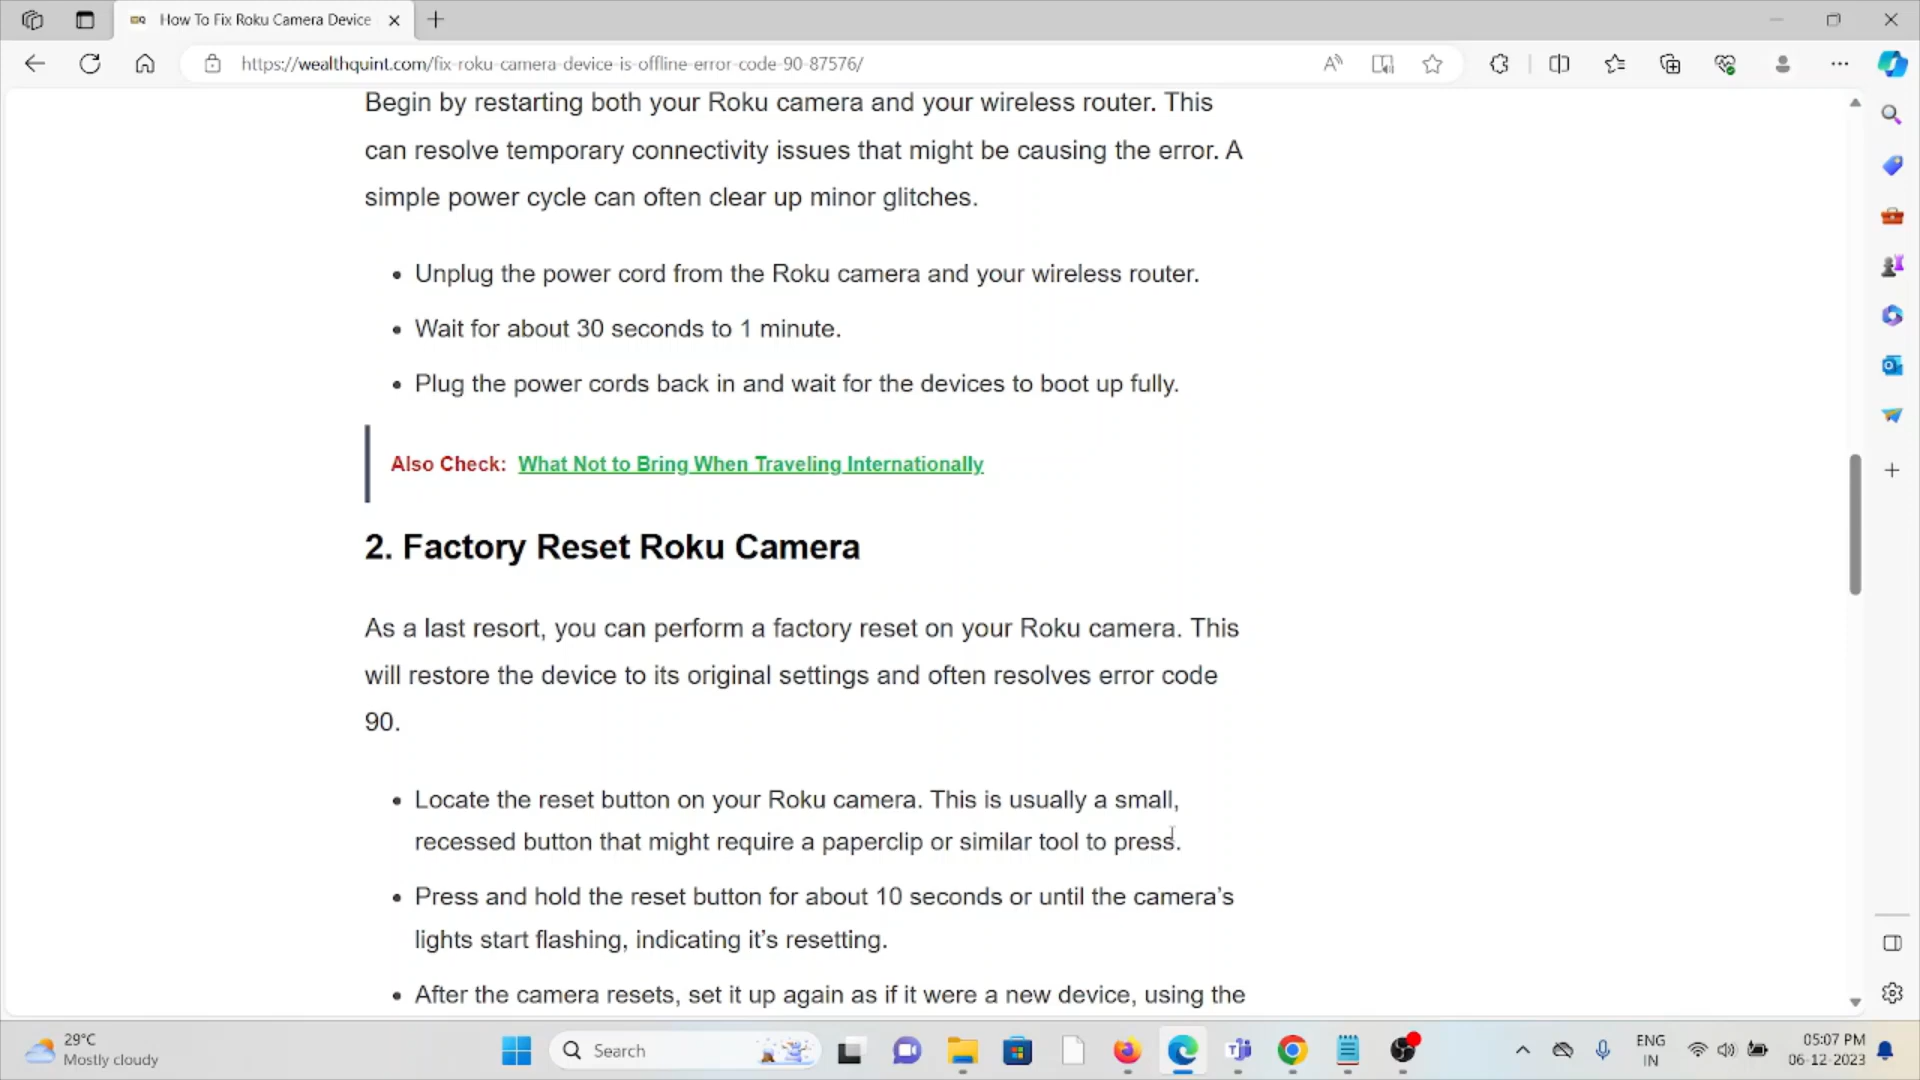 How To Fix Roku Camera Device
https://wealthquint.com/fix-roku-camera-device-is-offline-error-code-90-87576/
Begin by restarting both your Roku camera and your wireless router. This
can resolve temporary connectivity issues that might be causing the error. A
simple power cycle can often clear up minor glitches.
• Unplug the power cord from the Roku camera and your wireless router.
• Wait for about 30 seconds to 1 minute.
• Plug the power cords back in and wait for the devices to boot up fully.
Also Check: What Not to Bring When Traveling Internationally
2. Factory Reset Roku Camera
As a last resort, you can perform a factory reset on your Roku camera. This
will restore the device to its original settings and often resolves error code
90.
• Locate the reset button on your Roku camera. This is usually a small,
recessed button that might require a paperclip or similar tool to press.
• Press and hold the reset button for about 10 seconds or until the camera’s
lights start flashing, indicating it’s resetting.
• After the camera resets, set it up again as if it were a new device, using the
29°C
Mostly cloudy
Search
ENG
IN
05:07 PM
06-12-2023